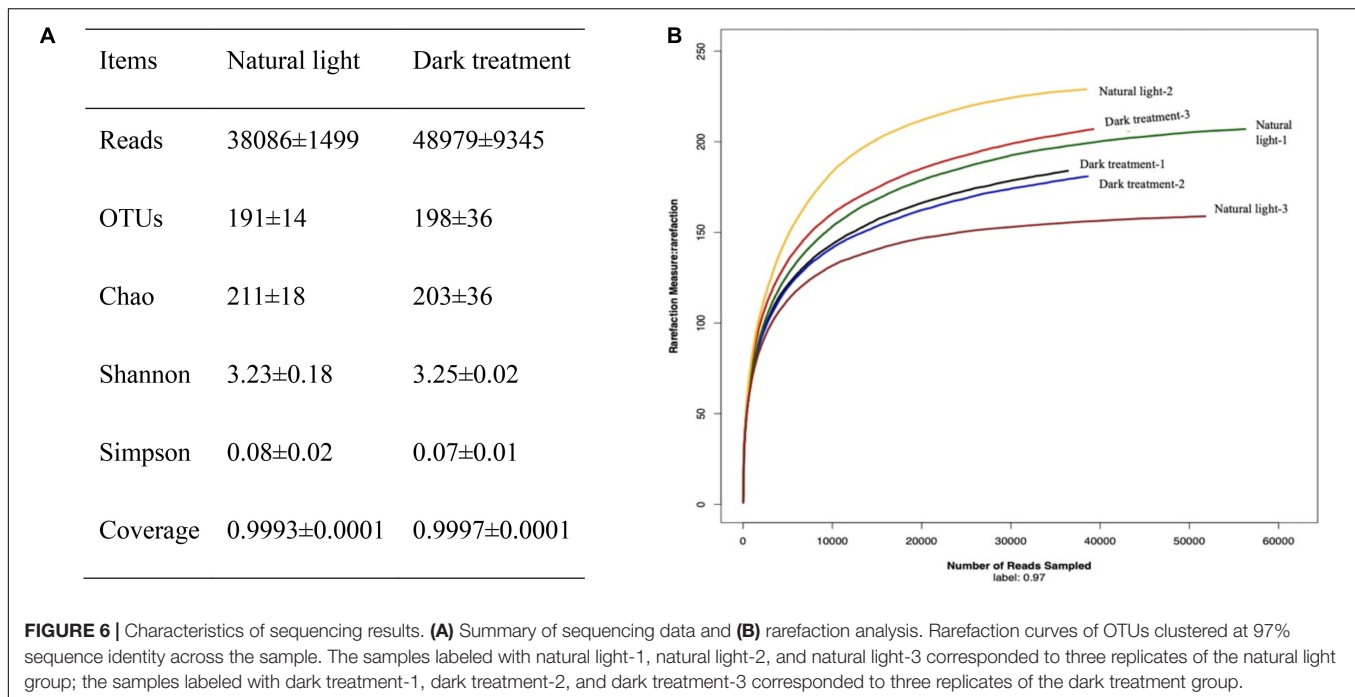 A
Items Natural light Dark treatment
Reads 38086±1499 48979±9345
OTUs 191±14 198±36
Chao 211±18 203±36
Shannon 3.23±0.18 3.25±0.02
Simpson 0.08±0.02 0.07±0.01
Coverage 0.9993±0.0001 0.9997±0.0001
B
Rarefaction Measure:rarefaction
250
200
150
100
50
0
Natural light-2
Dark treatment-3
Natural
light-1
Dark treatment-1
Dark treatment-2
Natural light-3
0 10000 20000 30000 40000 50000 60000
Number of Reads Sampled
label: 0.97
FIGURE 6 | Characteristics of sequencing results. (A) Summary of sequencing data and (B) rarefaction analysis. Rarefaction curves of OTUs clustered at 97%
sequence identity across the sample. The samples labeled with natural light-1, natural light-2, and natural light-3 corresponded to three replicates of the natural light
group; the samples labeled with dark treatment-1, dark treatment-2, and dark treatment-3 corresponded to three replicates of the dark treatment group.